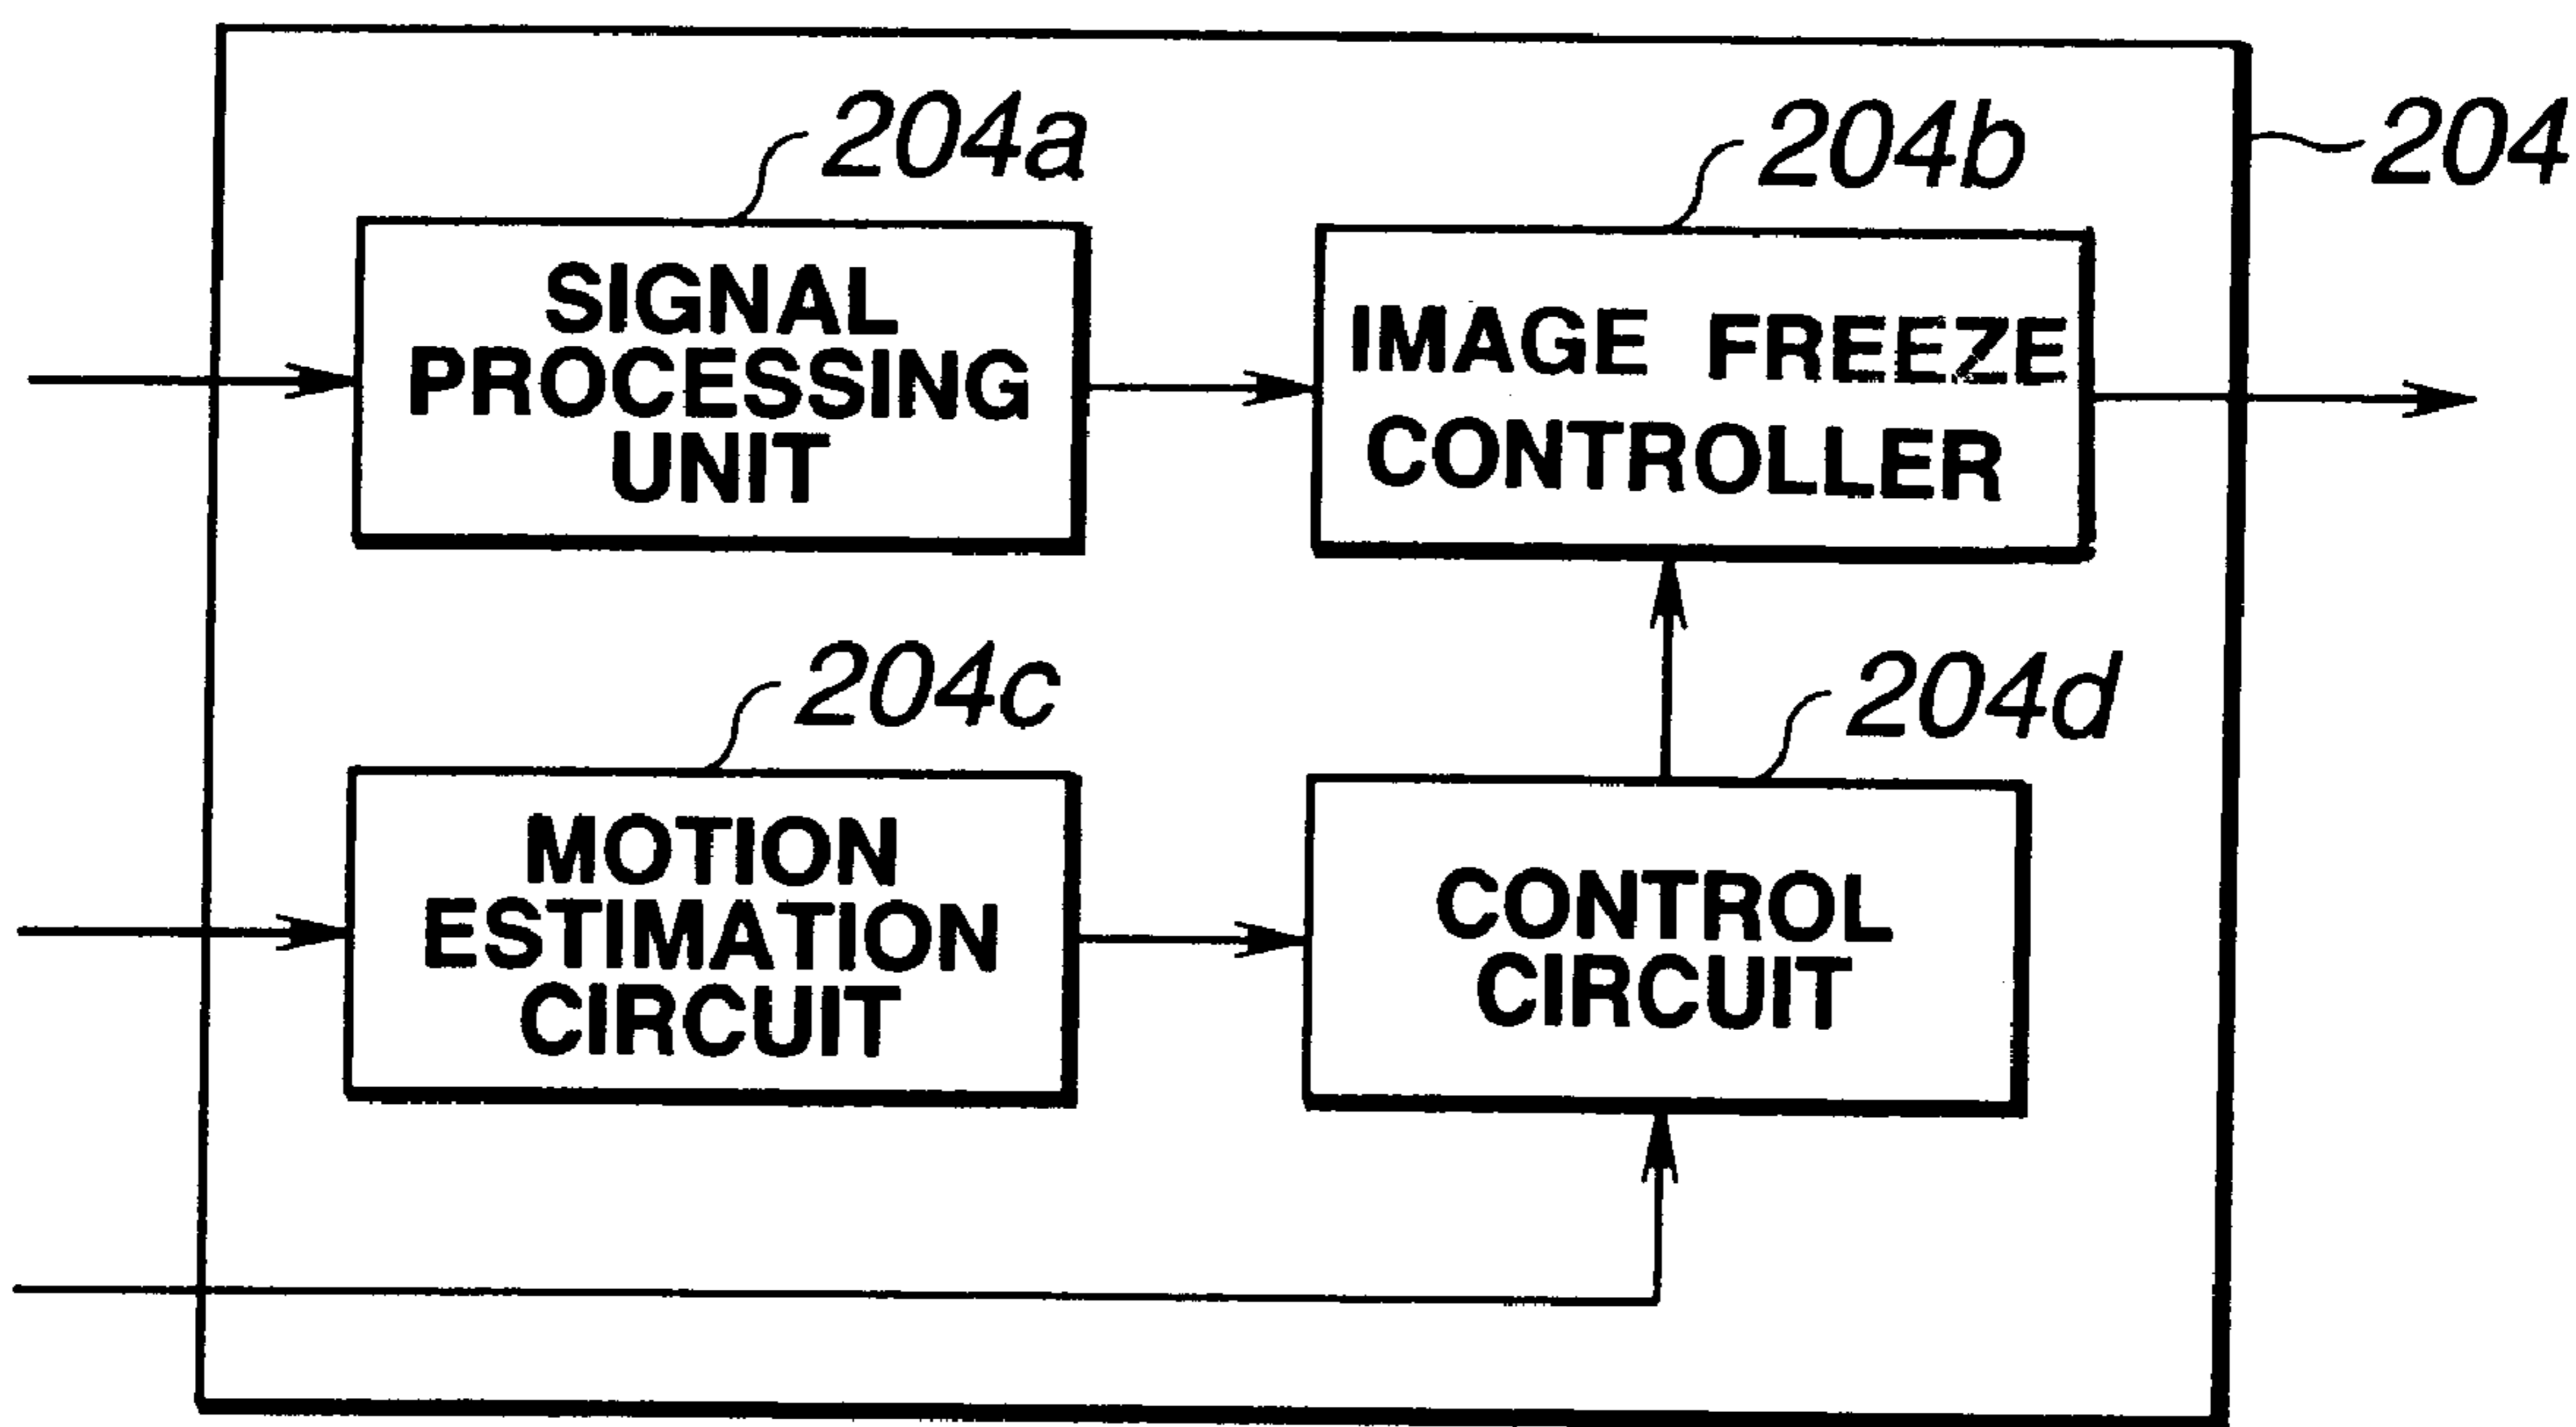 204a
204b
204
SIGNAL
PROCESSING
UNIT
IMAGE FREEZE
CONTROLLER
204c
204d
MOTION
ESTIMATION
CIRCUIT
CONTROL
CIRCUIT